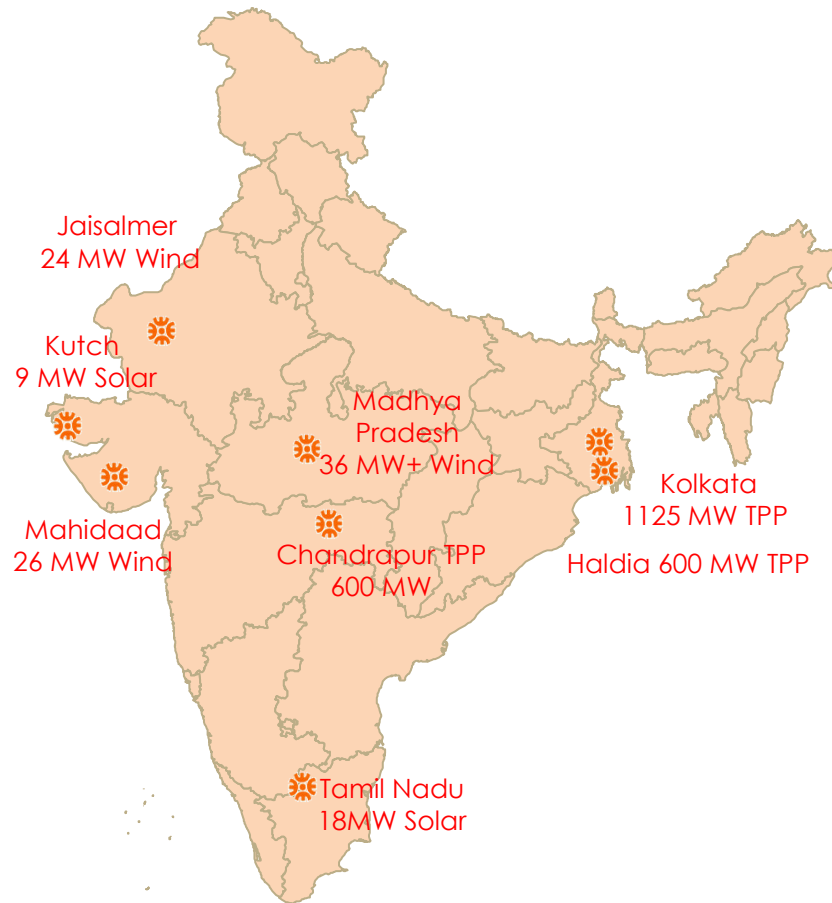 Jaisalmer
24 MW Wind
Kutch
9 MW Solar
Madhya
Pradesh
36 MW+ Wind
Kolkata
1125 MW TPP
Mahidaad
26 MW Wind
Chandrapur TPP
600 MW
Haldia 600 MW TPP
Tamil Nadu
18MW Solar